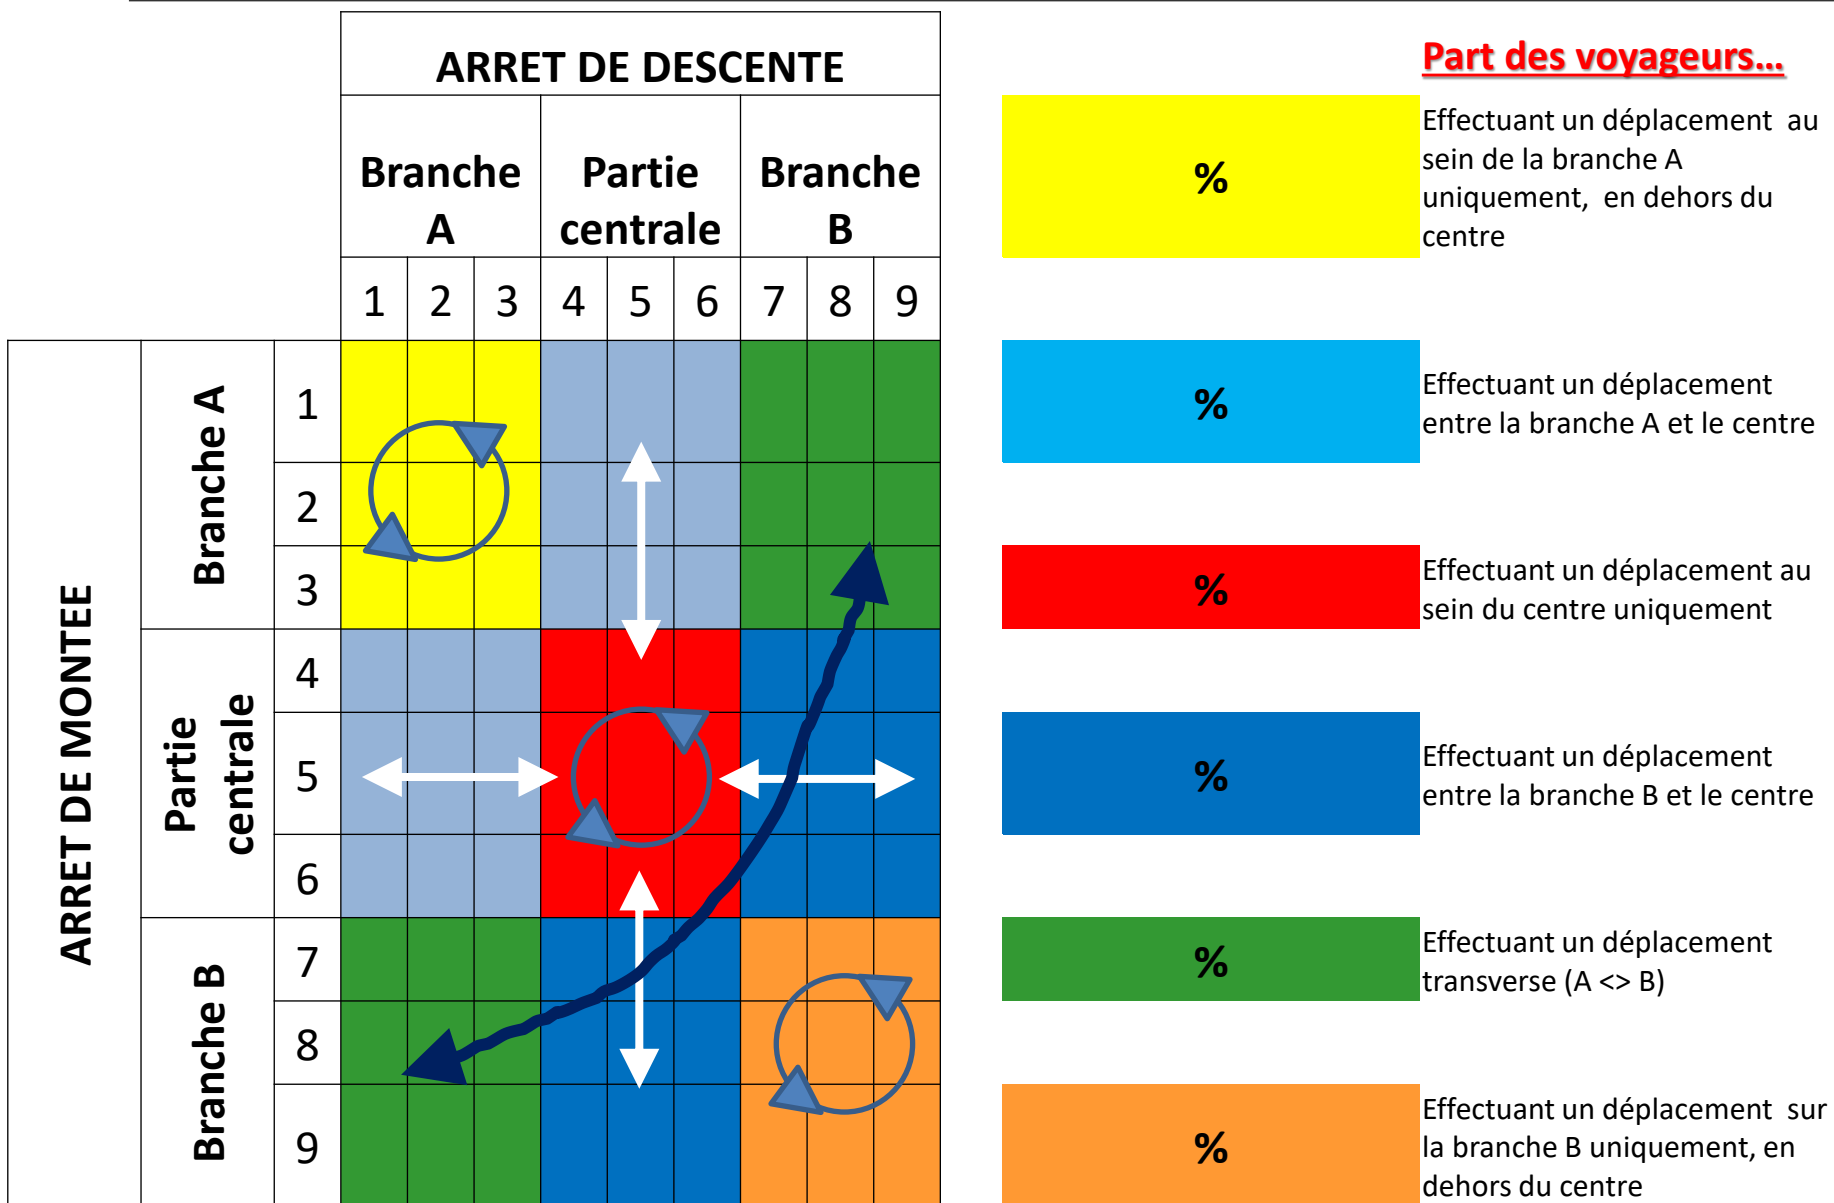 ARRET DE DESCENTE
Branche
A
Partie
centrale
Branche
B
1 2 3 4 5 6 7 8 9
ARRET DE MONTEE
Branche A
1
2
3
Partie
centrale
4
5
6
Branche B
7
8
9
Part des voyageurs...
%
Effectuant un déplacement au
sein de la branche A
uniquement, en dehors du
centre
%
Effectuant un déplacement
entre la branche A et le centre
%
Effectuant un déplacement au
sein du centre uniquement
%
Effectuant un déplacement
entre la branche B et le centre
%
Effectuant un déplacement
transverse (A <> B)
%
Effectuant un déplacement sur
la branche B uniquement, en
dehors du centre